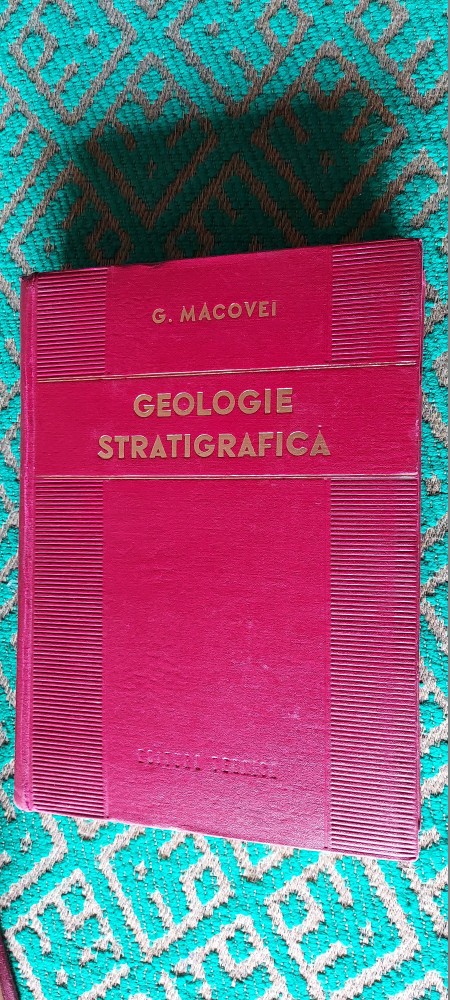 G. MACOVEI
GEOLOGIE
STRATIGRAFICĂ
EDITURA TEHNICĂ